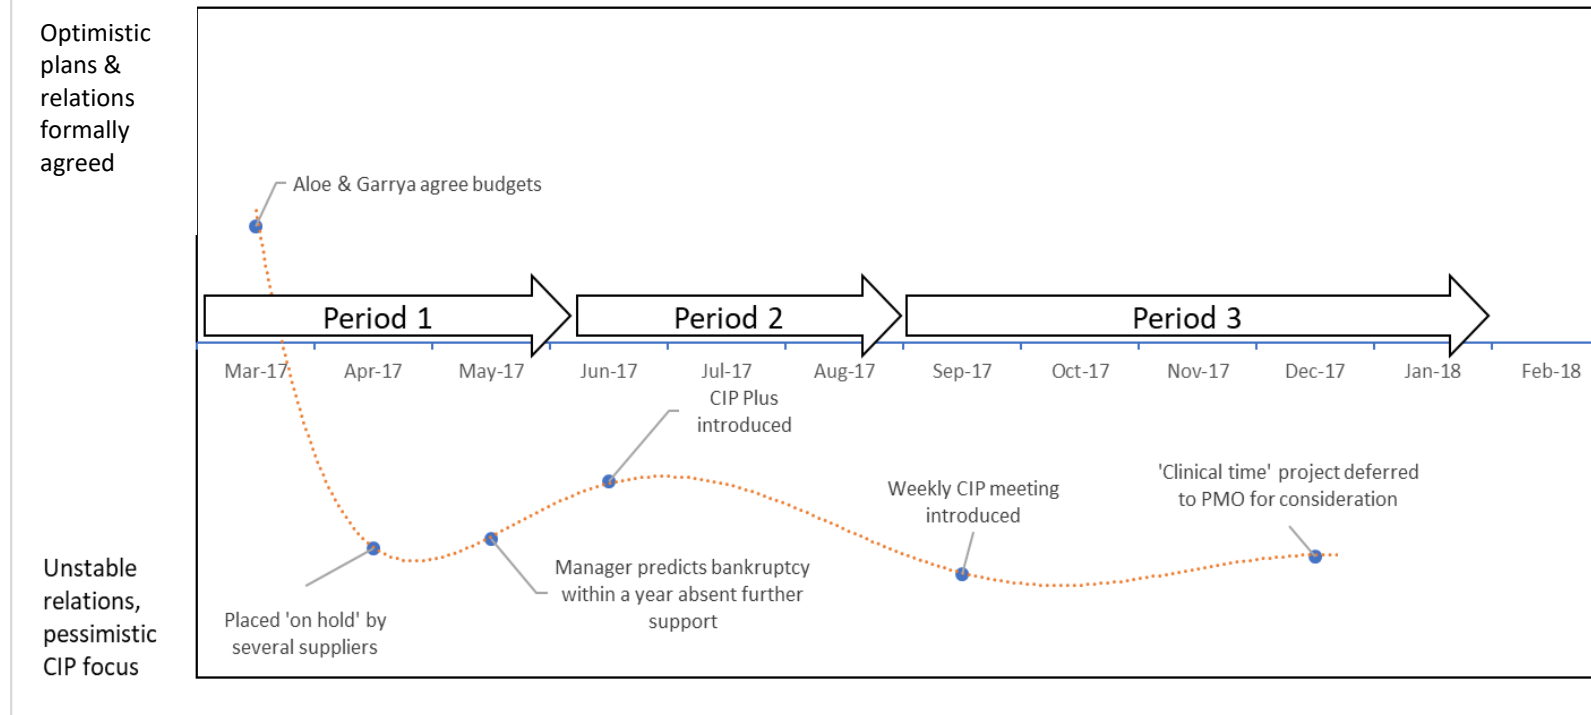 Optimistic
plans &
relations
formally
agreed
Aloe & Garrya agree budgets
Period 1
Period 2
Period 3
Mar-17
Apr-17
May-17
Jun-17
Jul-17
Aug-17
Sep-17
Oct-17
Nov-17
Dec-17
Jan-18
Feb-18
CIP Plus
introduced
Weekly CIP meeting
introduced
'Clinical time' project deferred
to PMO for consideration
Manager predicts bankruptcy
within a year absent further
support
Placed 'on hold' by
several suppliers
Unstable
relations,
pessimistic
CIP focus